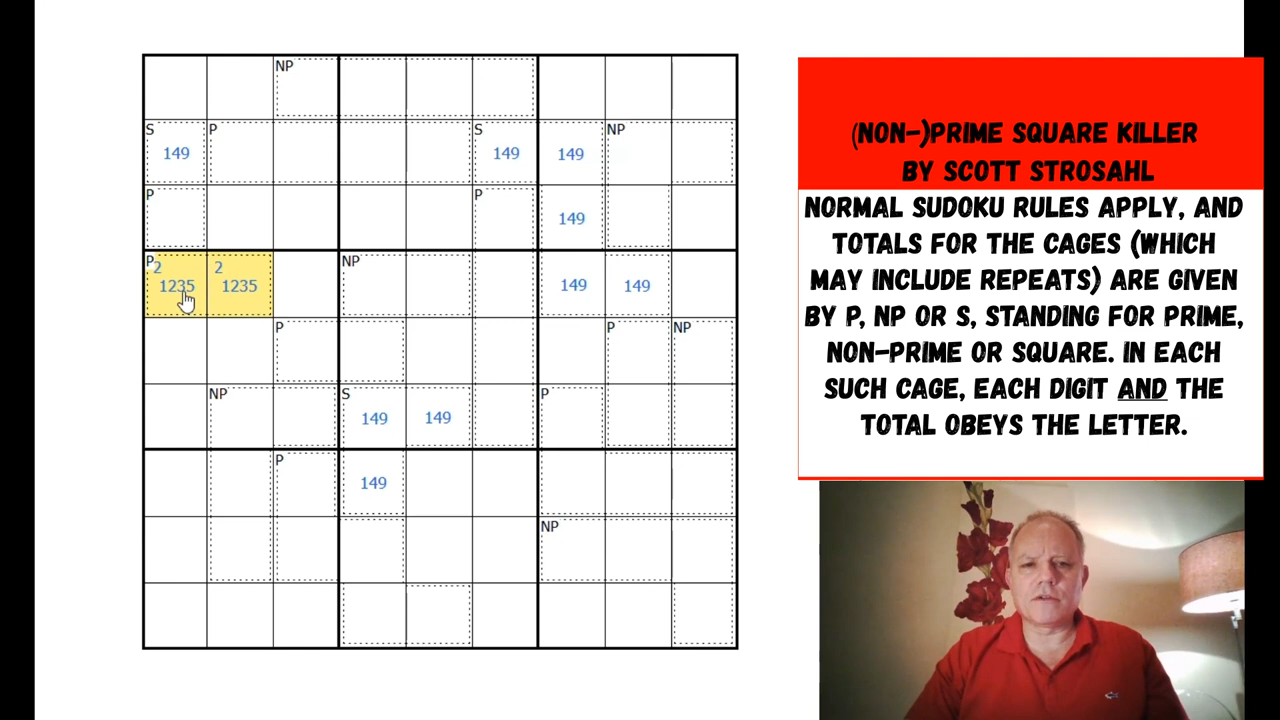 (NON-)PRIME SQUARE KILLER
BY SCOTT STROSAHL
NORMAL SUDOKU RULES APPLY, AND
TOTALS FOR THE CAGES (WHICH
MAY INCLUDE REPEATS) ARE GIVEN
BY P, NP OR S, STANDING FOR PRIME,
NON-PRIME OR SQUARE. IN EACH
SUCH CAGE, EACH DIGIT AND THE
TOTAL OBEYS THE LETTER.
NP
S P S NP
149 149 149
P P
149
P NP
2 2
1235 1235 149 149
P P NP
NP S P
149 149
P
149
NP